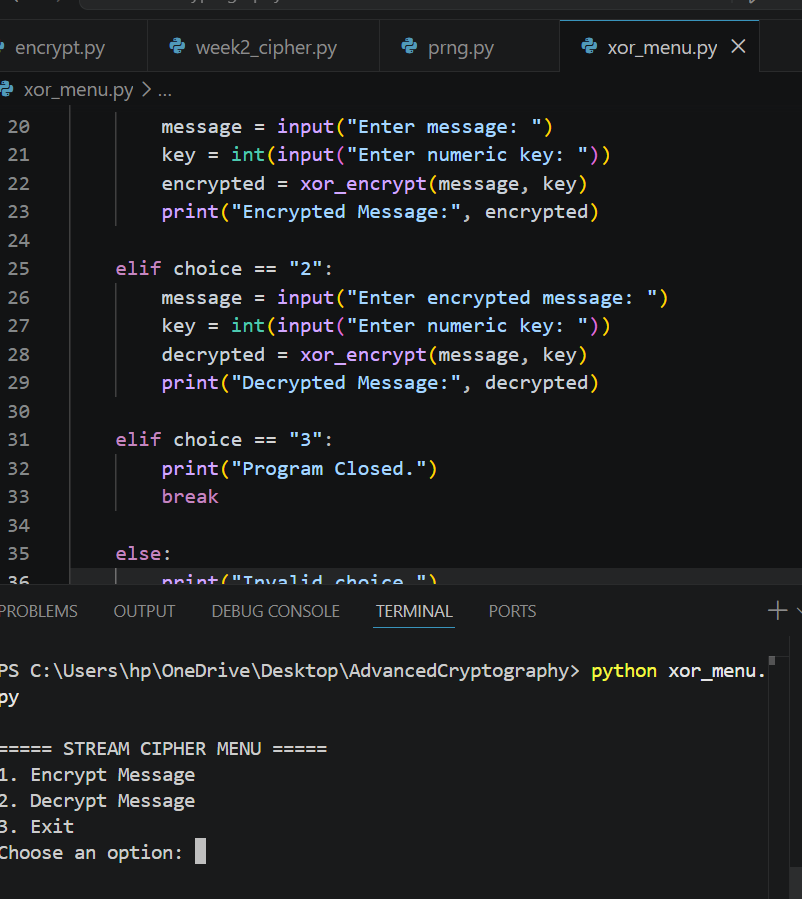 encrypt.py
week2_cipher.py
prng.py
xor_menu.py
xor_menu.py > ...
20 message = input("Enter message: ")
21 key = int(input("Enter numeric key: "))
22 encrypted = xor_encrypt(message, key)
23 print("Encrypted Message:", encrypted)
24
25 elif choice == "2":
26 message = input("Enter encrypted message: ")
27 key = int(input("Enter numeric key: "))
28 decrypted = xor_encrypt(message, key)
29 print("Decrypted Message:", decrypted)
30
31 elif choice == "3":
32 print("Program Closed.")
33 break
34
35 else:
36 print("Invalid choice.")
PROBLEMS OUTPUT DEBUG CONSOLE TERMINAL PORTS
PS C:\Users\hp\OneDrive\Desktop\AdvancedCryptography> python xor_menu.
py
===== STREAM CIPHER MENU =====
1. Encrypt Message
2. Decrypt Message
3. Exit
Choose an option: